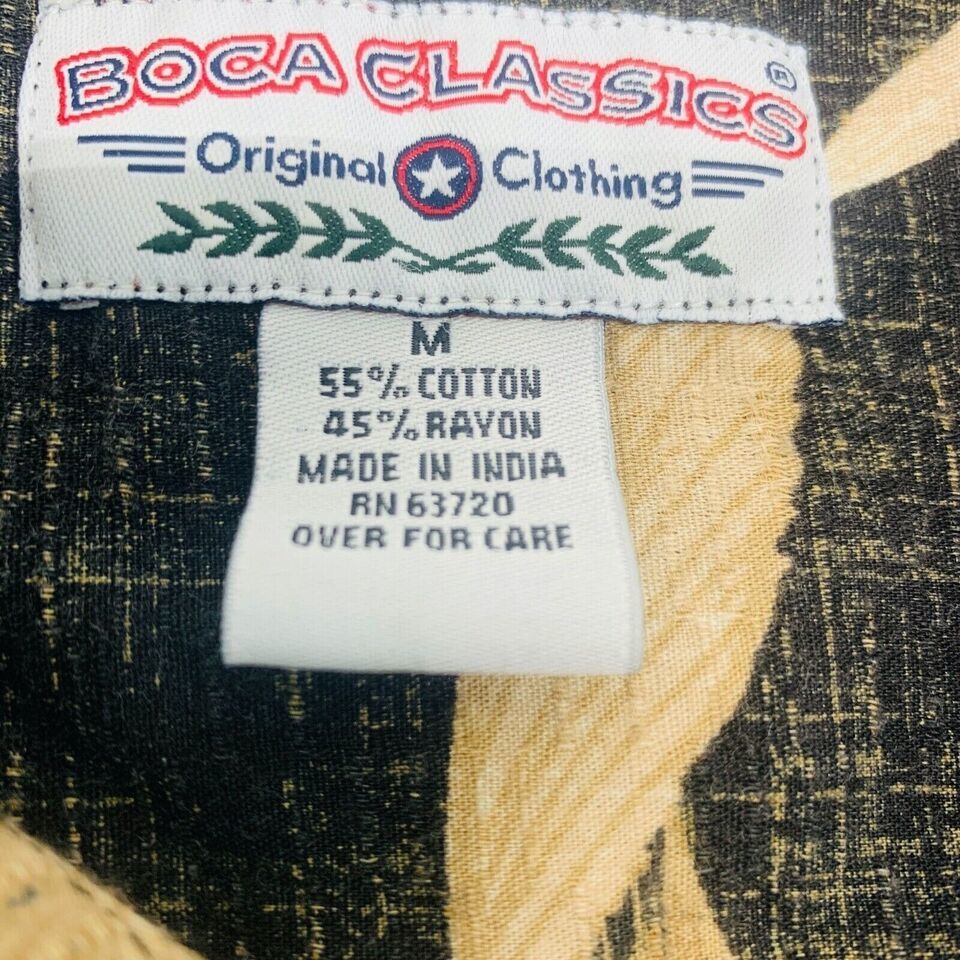 BOCA CLASSICS ®
Original Clothing
M
55% COTTON
45% RAYON
MADE IN INDIA
RN 63720
OVER FOR CARE